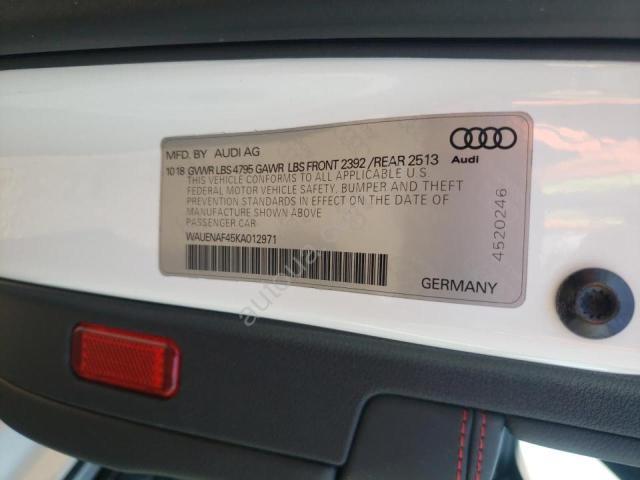 MFD. BY AUDI AG
10 18 GVWR LBS 4795 GAWR LBS FRONT 2392 /REAR 2513
THIS VEHICLE CONFORMS TO ALL APPLICABLE U.S.
FEDERAL MOTOR VEHICLE SAFETY, BUMPER AND THEFT
PREVENTION STANDARDS IN EFFECT ON THE DATE OF
MANUFACTURE SHOWN ABOVE
PASSENGER CAR
WAUENAF45KA012971
Audi
4520246
GERMANY